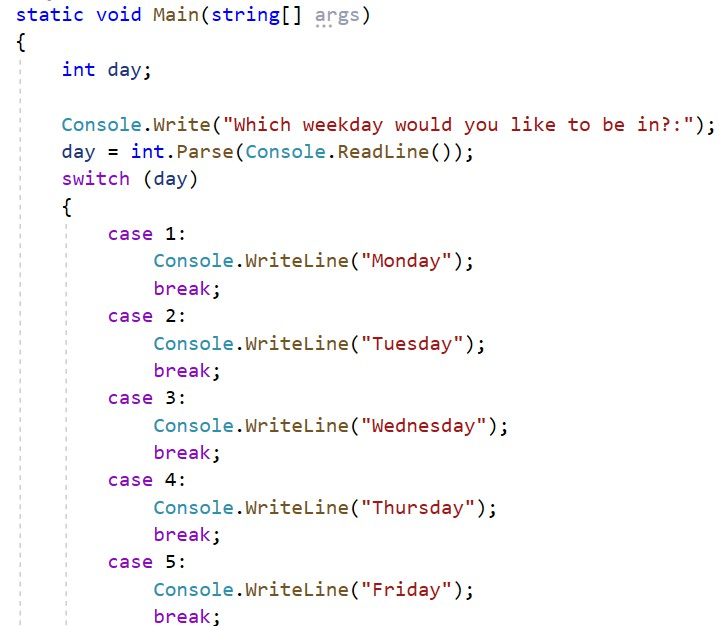 static void Main(string[] args)
{
int day;
Console.Write("Which weekday would you like to be in?:");
day = int.Parse(Console.ReadLine());
switch (day)
{
case 1:
Console.WriteLine("Monday");
break;
case 2:
Console.WriteLine("Tuesday");
break;
case 3:
Console.WriteLine("Wednesday");
break;
case 4:
Console.WriteLine("Thursday");
break;
case 5:
Console.WriteLine("Friday");
break;